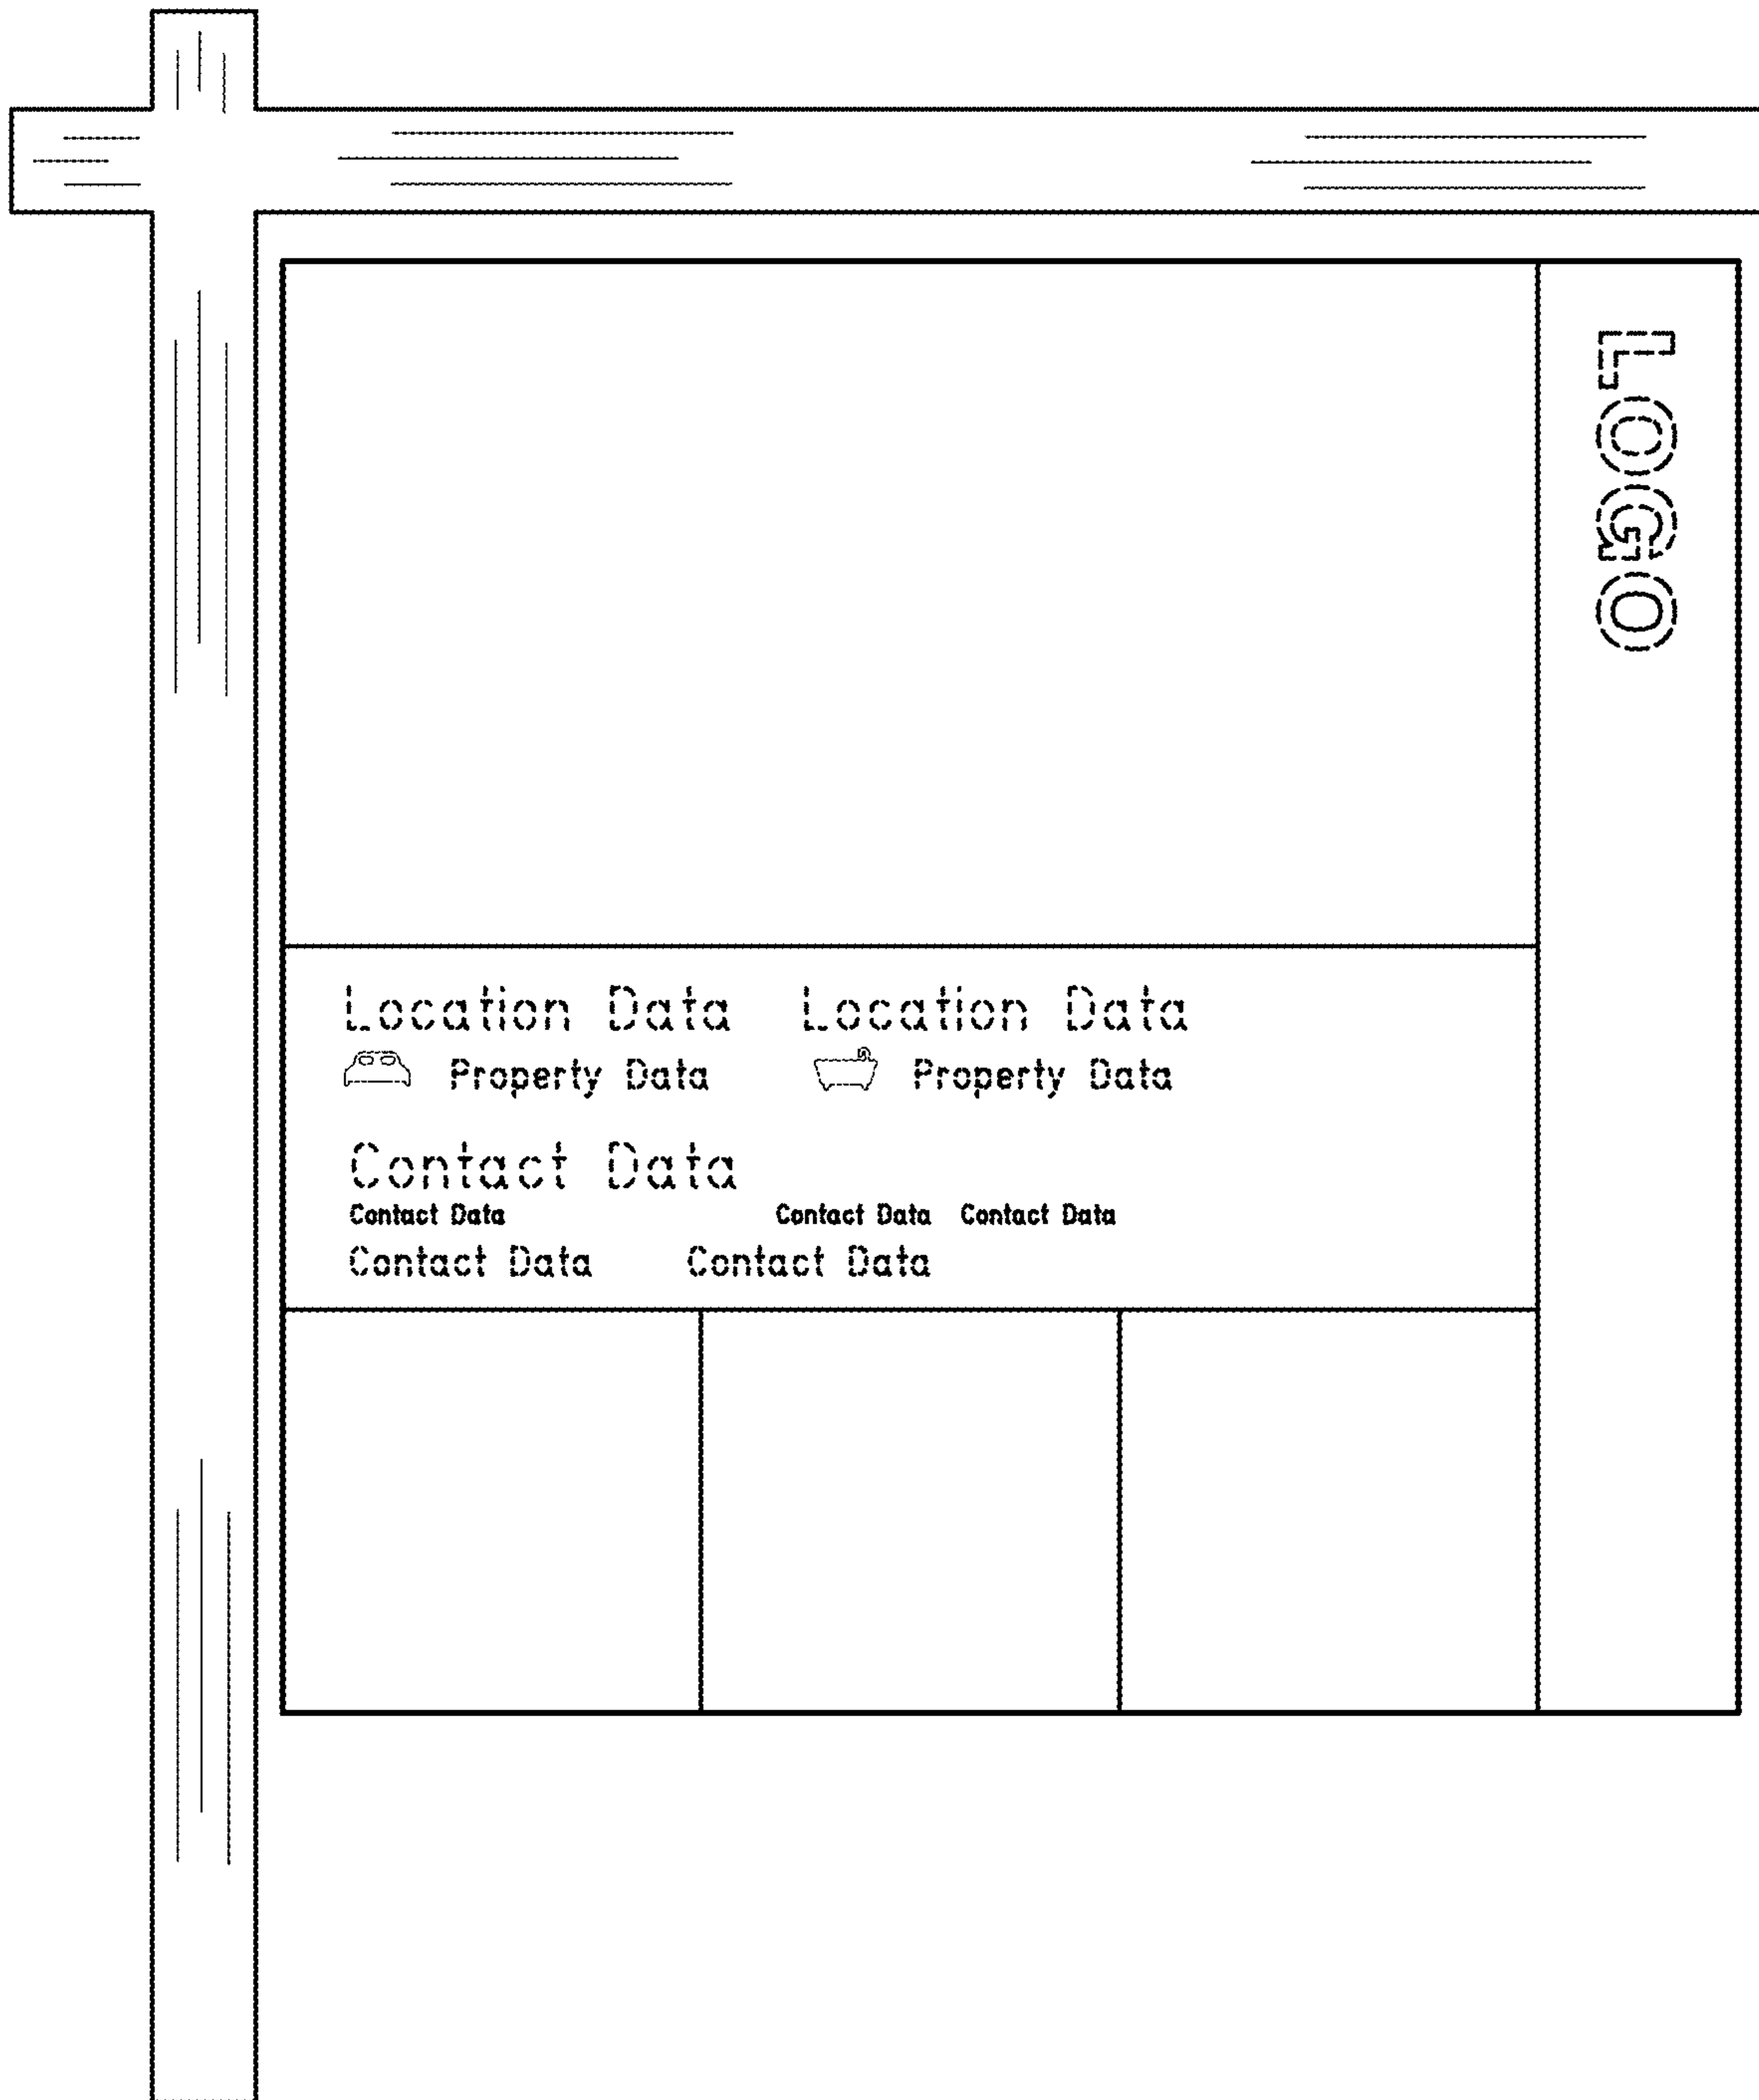 LOGO
Location Data Location Data
Property Data Property Data
Contact Data
Contact Data Contact Data Contact Data
Contact Data Contact Data